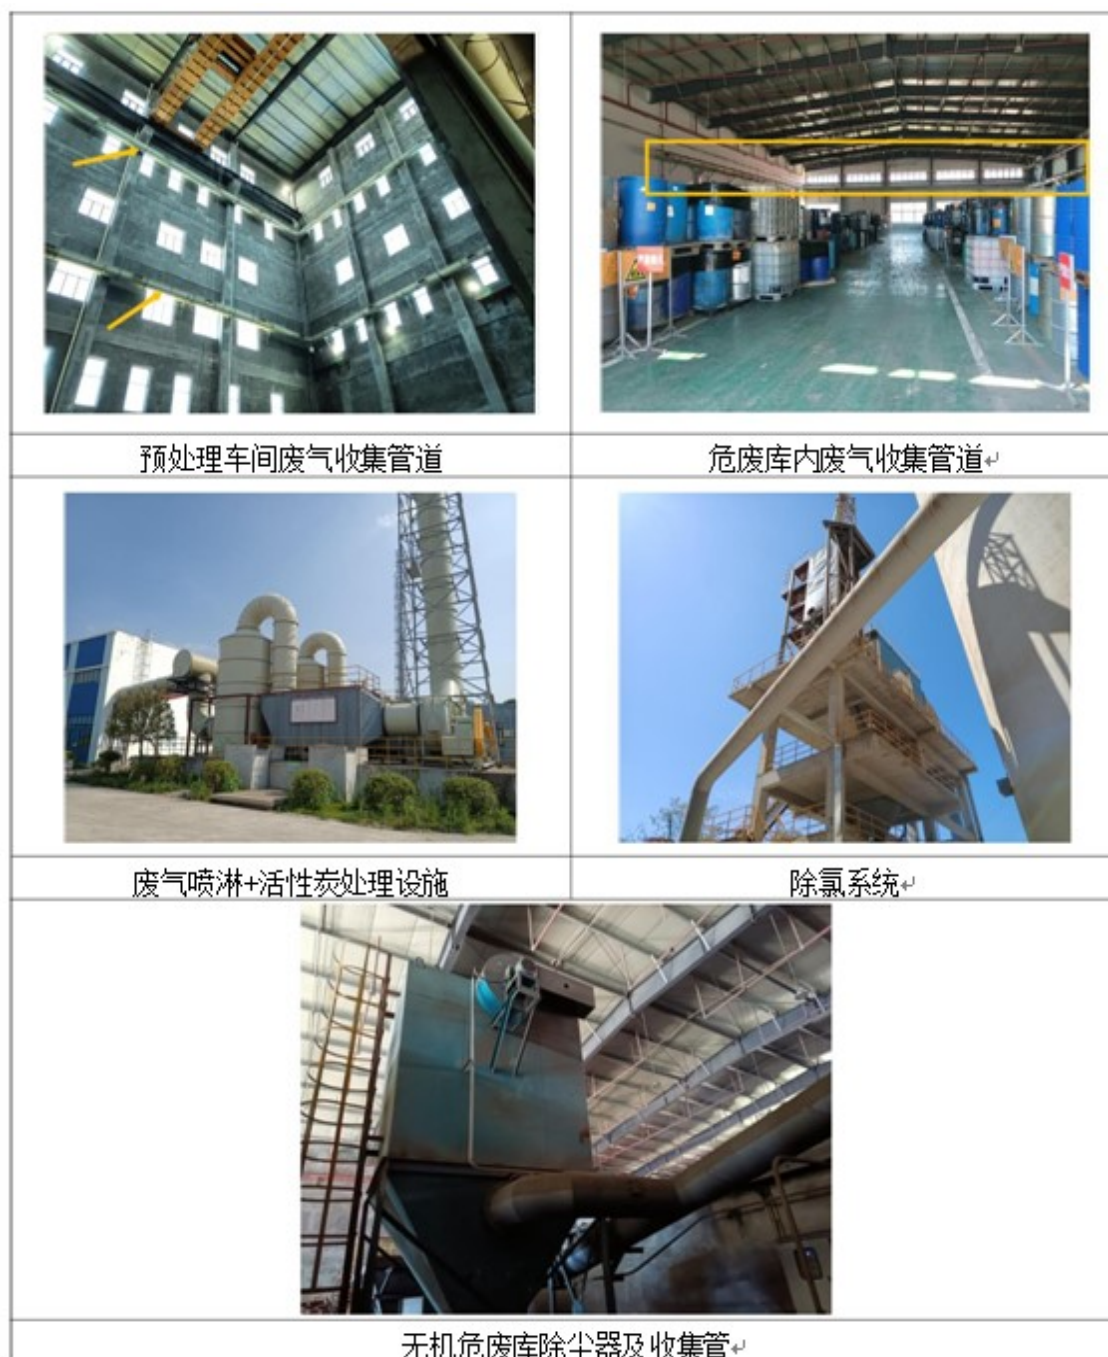 预处理车间废气收集管道
危废库内废气收集管道
废气喷淋+活性炭处理设施
除氯系统
无机危废库除尘器及收集管